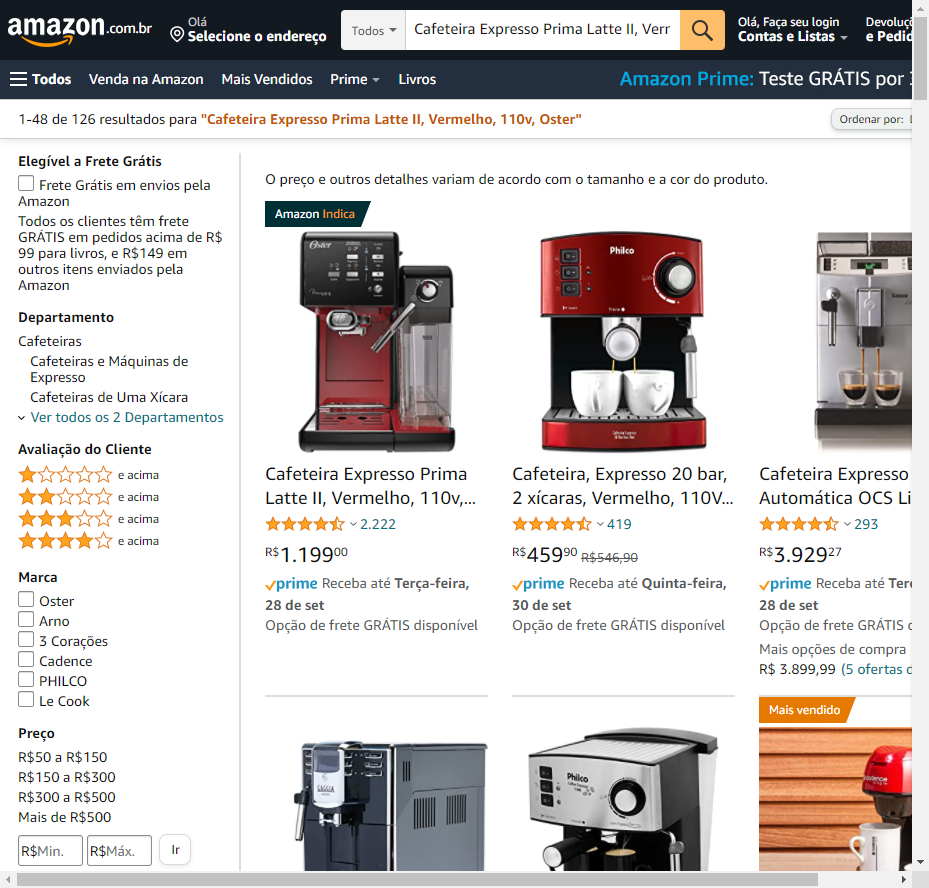 amazon.com.br
Olá
Selecione o endereço
Todos
Cafeteira Expresso Prima Latte II, Verr
Olá, Faça seu login
Contas e Listas
Devoluç
e Pedid
Todos
Venda na Amazon
Mais Vendidos
Prime
Livros
Amazon Prime: Teste GRÁTIS por 3
1-48 de 126 resultados para "Cafeteira Expresso Prima Latte II, Vermelho, 110v, Oster"
Ordenar por:
Elegível a Frete Grátis
Frete Grátis em envios pela
Amazon
Todos os clientes têm frete
GRÁTIS em pedidos acima de R$
99 para livros, e R$149 em
outros itens enviados pela
Amazon
Departamento
Cafeteiras
Cafeteiras e Máquinas de
Expresso
Cafeteiras de Uma Xícara
Ver todos os 2 Departamentos
Avaliação do Cliente
e acima
e acima
e acima
e acima
Marca
Oster
Arno
3 Corações
Cadence
PHILCO
Le Cook
Preço
R$50 a R$150
R$150 a R$300
R$300 a R$500
Mais de R$500
R$Min.
R$Máx.
Ir
O preço e outros detalhes variam de acordo com o tamanho e a cor do produto.
Amazon Indica
Oster
Cafeteira Expresso Prima
Latte II, Vermelho, 110v,...
2.222
R$1.19900
prime Receba até Terça-feira,
28 de set
Opção de frete GRÁTIS disponível
Philco
Cafeteira, Expresso 20 bar,
2 xícaras, Vermelho, 110V...
419
R$45990 R$546,90
prime Receba até Quinta-feira,
30 de set
Opção de frete GRÁTIS disponível
Cafeteira Expresso
Automática OCS Li
293
R$3.92927
prime Receba até Terç
28 de set
Opção de frete GRÁTIS d
Mais opções de compra
R$ 3.899,99 (5 ofertas d
GAGGIA
Philco
Mais vendido
cadence